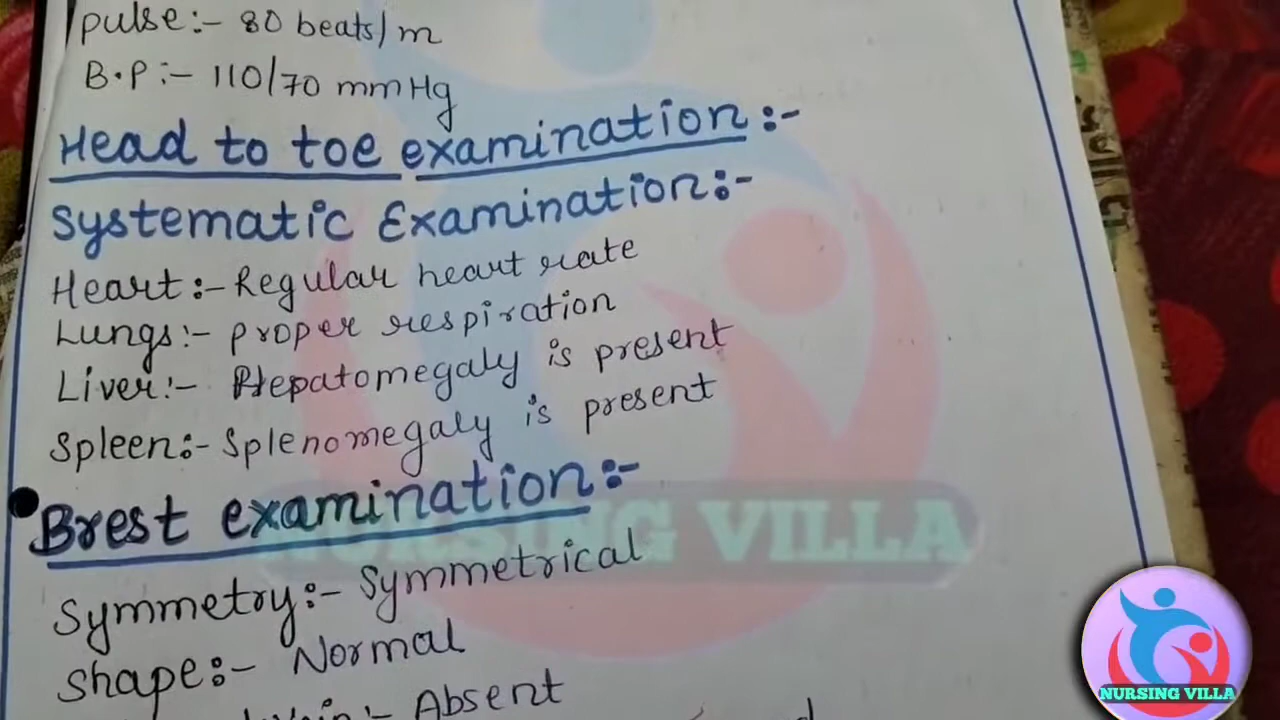 pulse:- 80 beats/m
B.P:- 110/70 mmHg
Head to toe examination:-
Systematic Examination:-
Heart:- Regular heart rate
Lungs:- proper respiration
Liver:- Hepatomegaly is present
Spleen:- Splenomegaly is present
Brest examination:-
Symmetry:- Symmetrical
Shape:- Normal
:- Absent
NURSING VILLA
NURSING VILLA